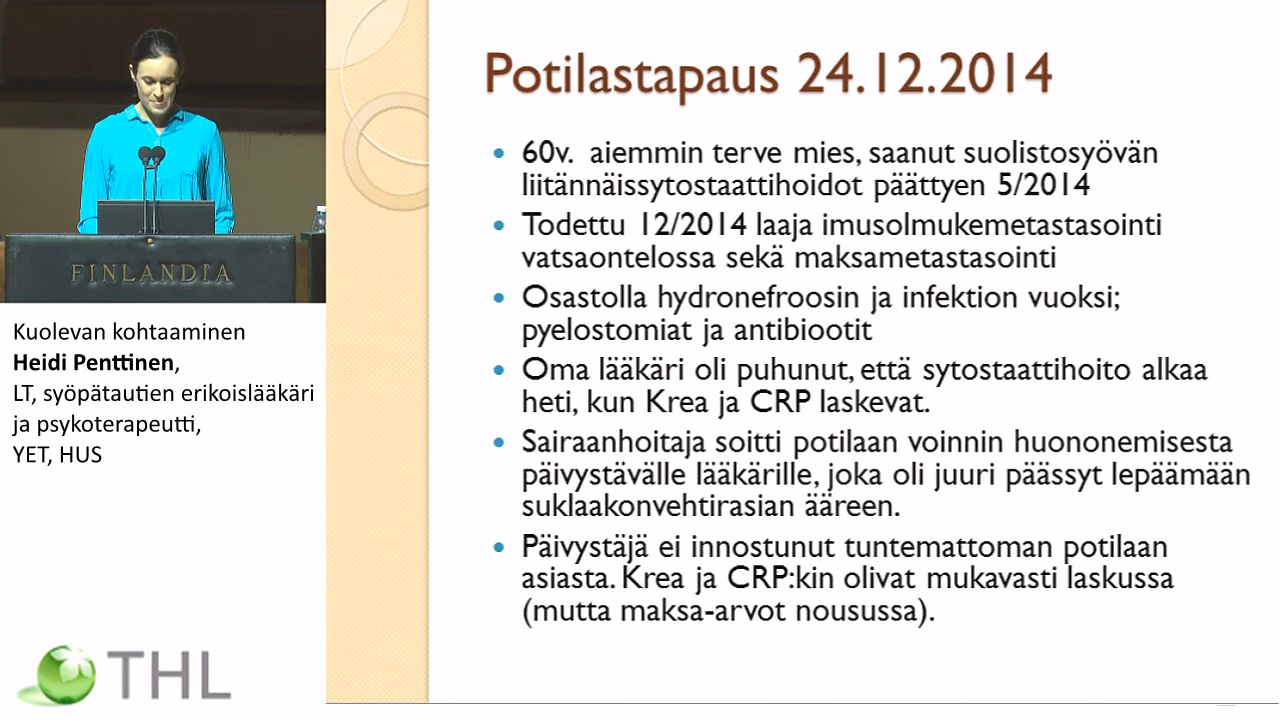 FINLANDIA
Kuolevan kohtaaminen
Heidi Penttinen,
LT, syöpätautien erikoislääkäri
ja psykoterapeutti,
YET, HUS
THL
Potilastapaus 24.12.2014
• 60v. aiemmin terve mies, saanut suolistosyövän
liitännäissytostaattihoidot päättyen 5/2014
• Todettu 12/2014 laaja imusolmukemetastasointi
vatsaontelossa sekä maksametastasointi
• Osastolla hydronefroosin ja infektion vuoksi;
pyelostomiat ja antibiootit
• Oma lääkäri oli puhunut, että sytostaattihoito alkaa
heti, kun Krea ja CRP laskevat.
• Sairaanhoitaja soitti potilaan voinnin huononemisesta
päivystävälle lääkärille, joka oli juuri päässyt lepäämään
suklaakonvehtirasian ääreen.
• Päivystäjä ei innostunut tuntemattoman potilaan
asiasta. Krea ja CRP:kin olivat mukavasti laskussa
(mutta maksa-arvot nousussa).